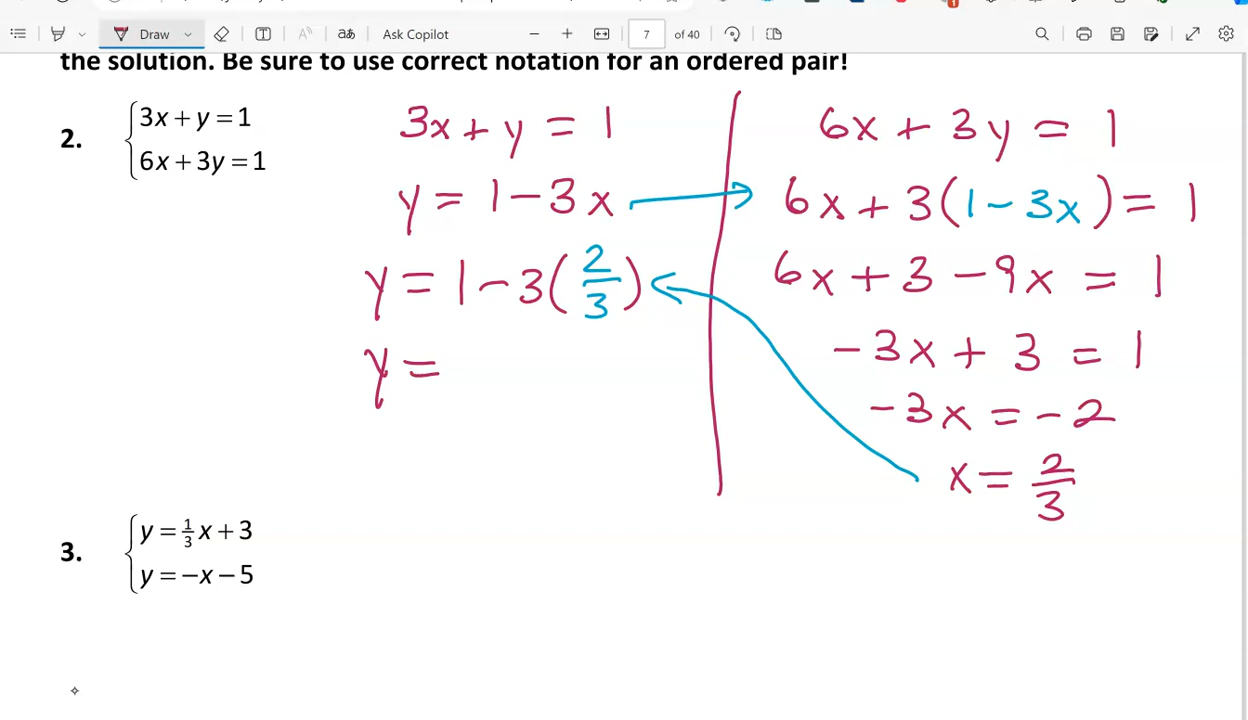 Draw
Ask Copilot
7 of 40
the solution. Be sure to use correct notation for an ordered pair!
2. 3x + y = 1
6x + 3y = 1
3x + y = 1
y = 1 - 3x
y = 1 - 3(2/3)
y =
6x + 3y = 1
6x + 3(1 - 3x) = 1
6x + 3 - 9x = 1
-3x + 3 = 1
-3x = -2
x = 2/3
3. y = 1/3 x + 3
y = -x - 5